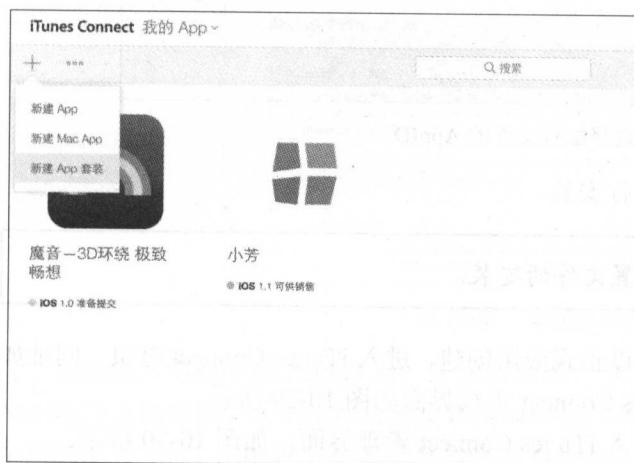 iTunes Connect 我的 App
搜索
新建 App
新建 Mac App
新建 App 套装
魔音—3D环绕 极致
畅想
iOS 1.0 准备提交
小芳
iOS 1.1 可供销售